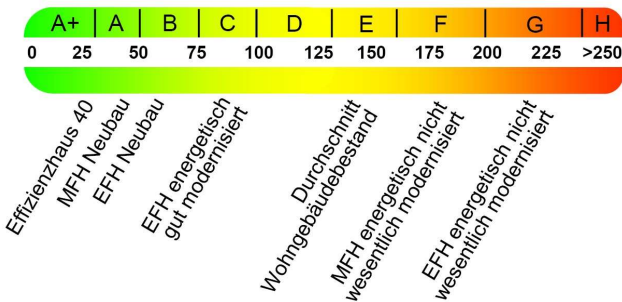 A+ A B C D E F G H
0 25 50 75 100 125 150 175 200 225 >250
Effizienzhaus 40
MFH Neubau
EFH Neubau
EFH energetisch
gut modernisiert
Durchschnitt
Wohngebäudebestand
MFH energetisch nicht
wesentlich modernisiert
EFH energetisch nicht
wesentlich modernisiert